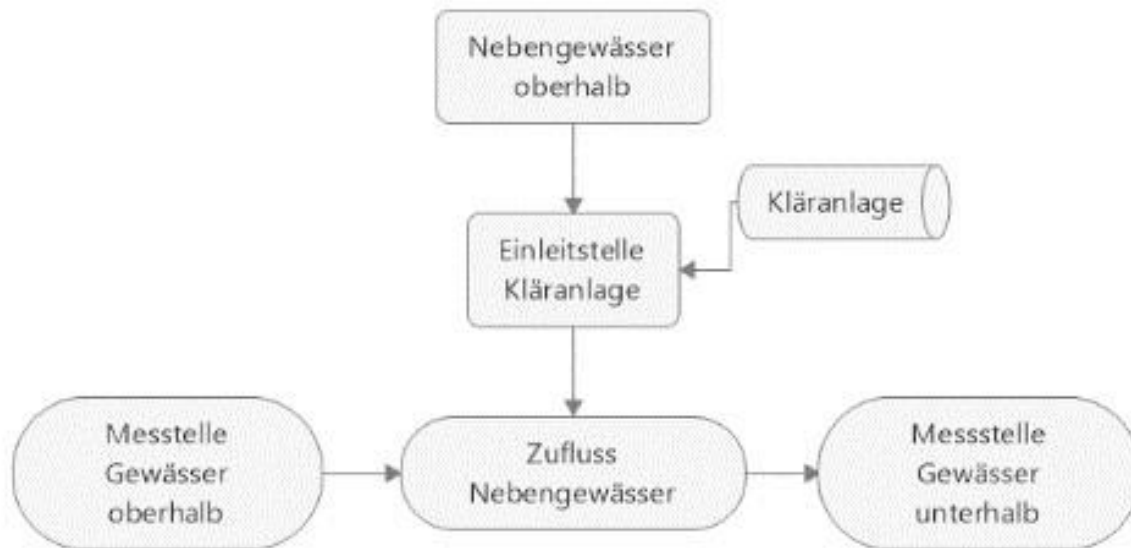 Nebengewässer
oberhalb
Kläranlage
Einleitstelle
Kläranlage
Messtelle
Gewässer
oberhalb
Zufluss
Nebengewässer
Messstelle
Gewässer
unterhalb